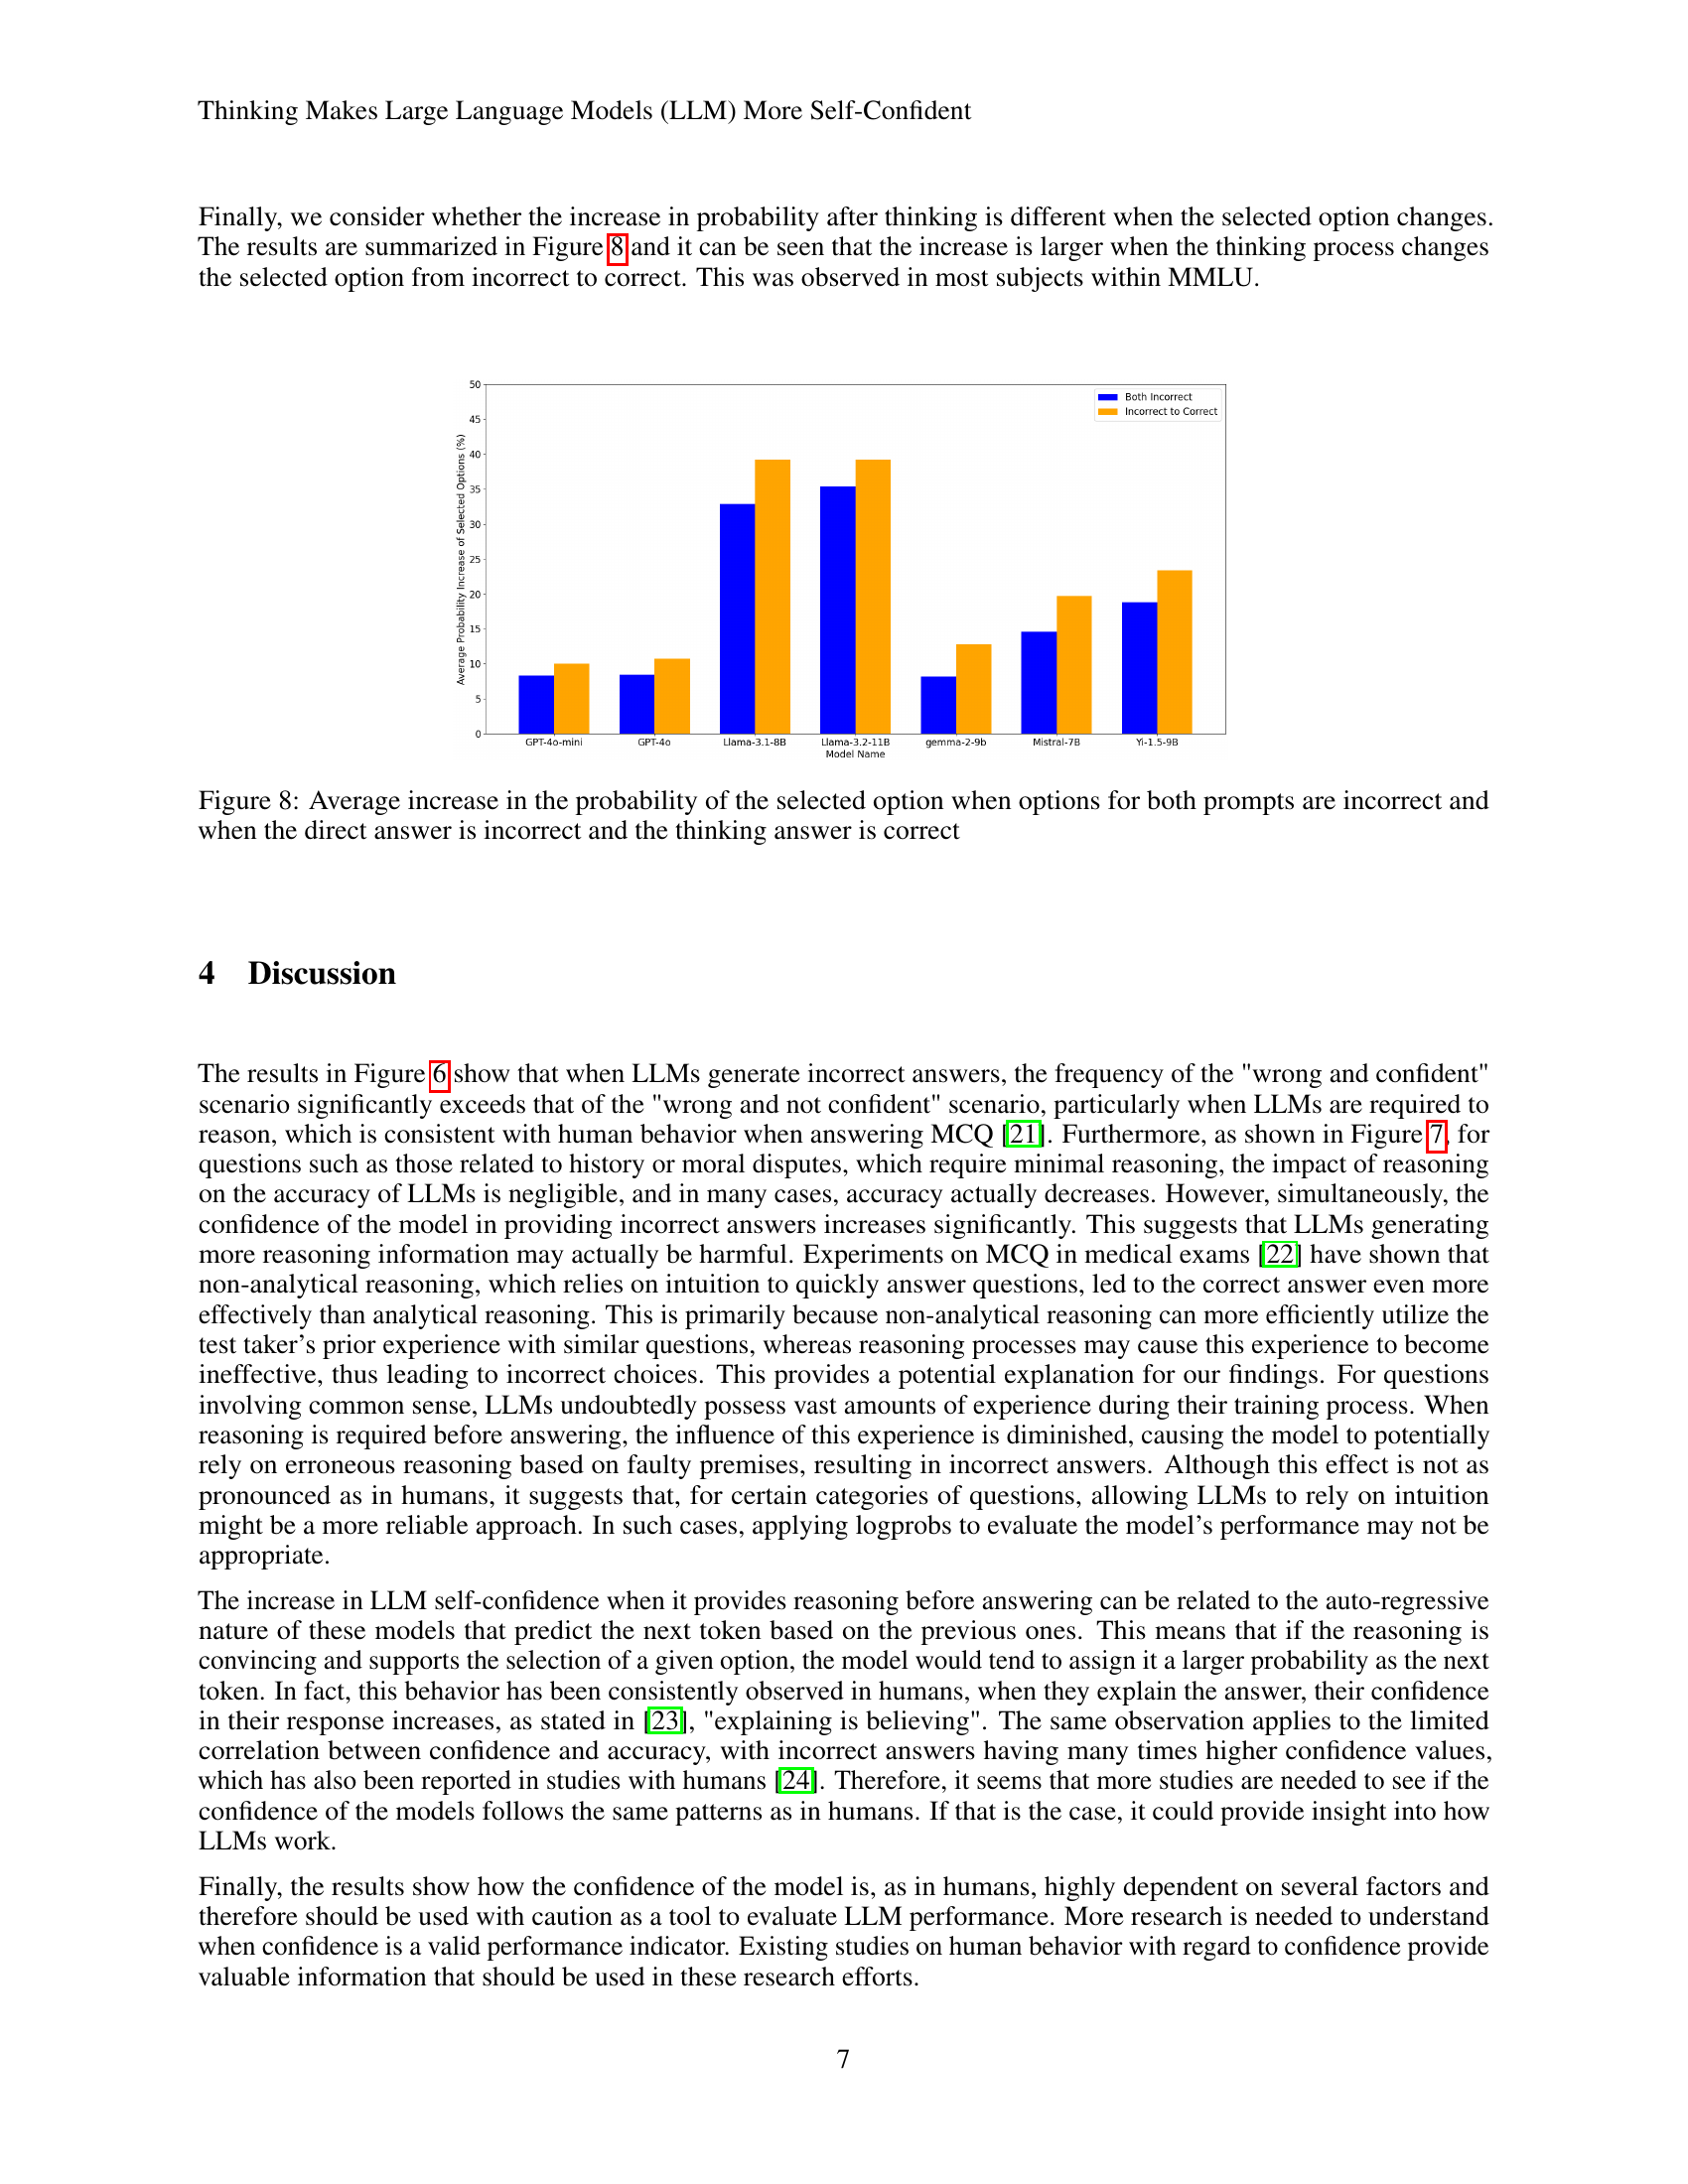 Thinking Makes Large Language Models (LLM) More Self-Confident
Finally, we consider whether the increase in probability after thinking is different when the selected option changes.
The results are summarized in Figure 8 and it can be seen that the increase is larger when the thinking process changes
the selected option from incorrect to correct. This was observed in most subjects within MMLU.
50
45
40
35
30
25
20
15
10
5
0
Average Probability Increase of Selected Options (%)
Both Incorrect
Incorrect to Correct
GPT-4o-mini GPT-4o Llama-3.1-8B Llama-3.2-11B gemma-2-9b Mistral-7B Yi-1.5-9B
Model Name
Figure 8: Average increase in the probability of the selected option when options for both prompts are incorrect and
when the direct answer is incorrect and the thinking answer is correct
4 Discussion
The results in Figure 6 show that when LLMs generate incorrect answers, the frequency of the "wrong and confident"
scenario significantly exceeds that of the "wrong and not confident" scenario, particularly when LLMs are required to
reason, which is consistent with human behavior when answering MCQ [21]. Furthermore, as shown in Figure 7, for
questions such as those related to history or moral disputes, which require minimal reasoning, the impact of reasoning
on the accuracy of LLMs is negligible, and in many cases, accuracy actually decreases. However, simultaneously, the
confidence of the model in providing incorrect answers increases significantly. This suggests that LLMs generating
more reasoning information may actually be harmful. Experiments on MCQ in medical exams [22] have shown that
non-analytical reasoning, which relies on intuition to quickly answer questions, led to the correct answer even more
effectively than analytical reasoning. This is primarily because non-analytical reasoning can more efficiently utilize the
test taker's prior experience with similar questions, whereas reasoning processes may cause this experience to become
ineffective, thus leading to incorrect choices. This provides a potential explanation for our findings. For questions
involving common sense, LLMs undoubtedly possess vast amounts of experience during their training process. When
reasoning is required before answering, the influence of this experience is diminished, causing the model to potentially
rely on erroneous reasoning based on faulty premises, resulting in incorrect answers. Although this effect is not as
pronounced as in humans, it suggests that, for certain categories of questions, allowing LLMs to rely on intuition
might be a more reliable approach. In such cases, applying logprobs to evaluate the model's performance may not be
appropriate.
The increase in LLM self-confidence when it provides reasoning before answering can be related to the auto-regressive
nature of these models that predict the next token based on the previous ones. This means that if the reasoning is
convincing and supports the selection of a given option, the model would tend to assign it a larger probability as the next
token. In fact, this behavior has been consistently observed in humans, when they explain the answer, their confidence
in their response increases, as stated in [23], "explaining is believing". The same observation applies to the limited
correlation between confidence and accuracy, with incorrect answers having many times higher confidence values,
which has also been reported in studies with humans [24]. Therefore, it seems that more studies are needed to see if the
confidence of the models follows the same patterns as in humans. If that is the case, it could provide insight into how
LLMs work.
Finally, the results show how the confidence of the model is, as in humans, highly dependent on several factors and
therefore should be used with caution as a tool to evaluate LLM performance. More research is needed to understand
when confidence is a valid performance indicator. Existing studies on human behavior with regard to confidence provide
valuable information that should be used in these research efforts.
7